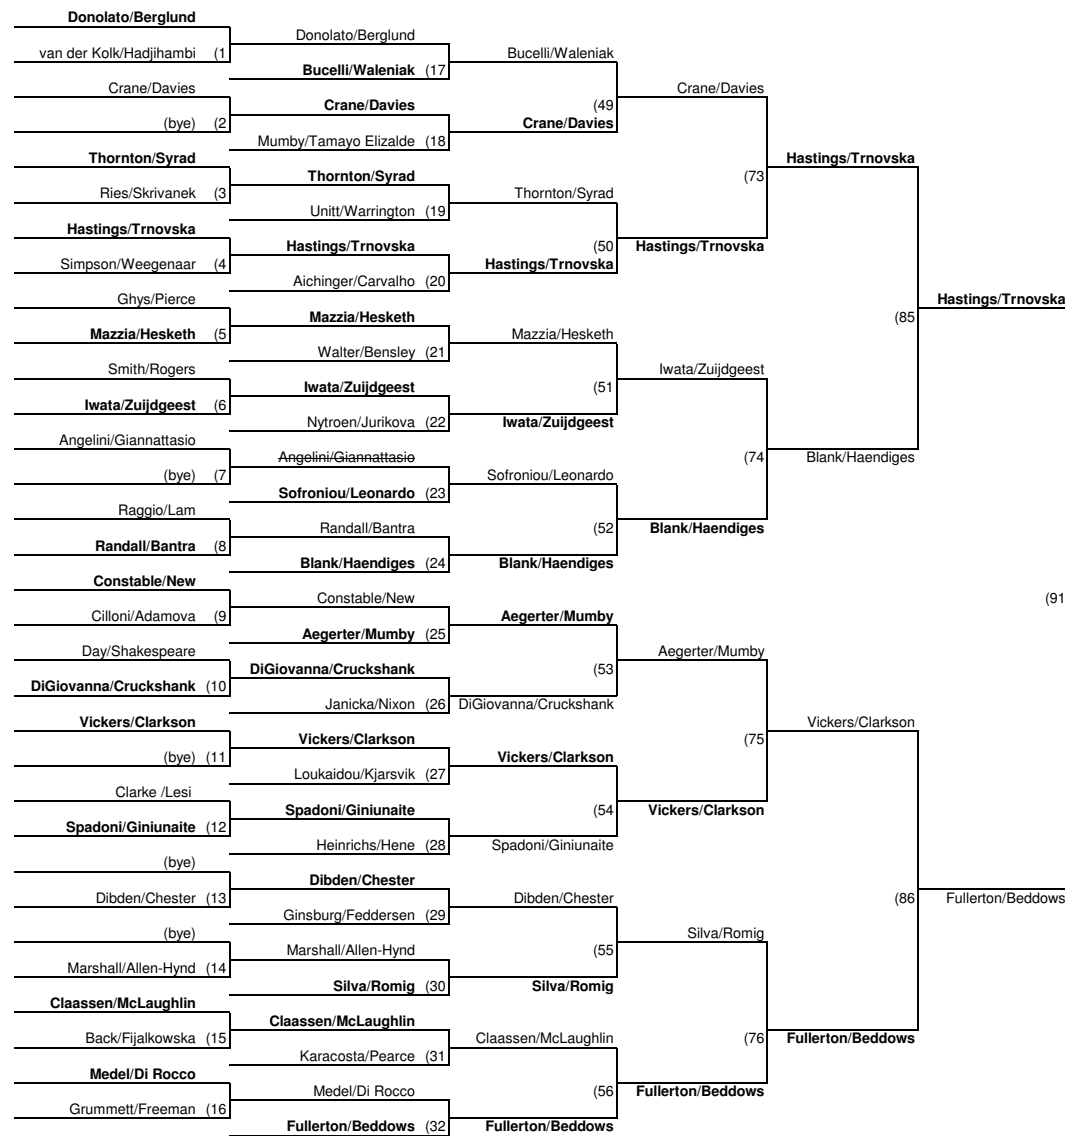 Donolato/Berglund
Donolato/Berglund
van der Kolk/Hadjihambi (1
Bucelli/Waleniak
Bucelli/Waleniak (17
Crane/Davies
Crane/Davies
Crane/Davies
(49
(bye) (2
Crane/Davies
Mumby/Tamayo Elizalde (18
Thornton/Syrad
Hastings/Trnovska
Thornton/Syrad
(73
Ries/Skrivanek (3
Thornton/Syrad
Unitt/Warrington (19
Hastings/Trnovska
Hastings/Trnovska
(50
Hastings/Trnovska
Simpson/Weegenaar (4
Hastings/Trnovska
Aichinger/Carvalho (20
Ghys/Pierce
Hastings/Trnovska
Mazzia/Hesketh
(85
Mazzia/Hesketh (5
Mazzia/Hesketh
Walter/Bensley (21
Smith/Rogers
Iwata/Zuijdgeest
Iwata/Zuijdgeest
(51
Iwata/Zuijdgeest (6
Nytroen/Jurikova (22
Iwata/Zuijdgeest
Angelini/Giannattasio
Angelini/Giannattasio
(74
Blank/Haendiges
(bye) (7
Sofroniou/Leonardo
Sofroniou/Leonardo (23
Raggio/Lam
Randall/Bantra
(52
Blank/Haendiges
Randall/Bantra (8
Blank/Haendiges (24
Blank/Haendiges
Constable/New
Constable/New
(91
Cilloni/Adamova (9
Aegerter/Mumby
Aegerter/Mumby (25
Day/Shakespeare
Aegerter/Mumby
DiGiovanna/Cruckshank
(53
DiGiovanna/Cruckshank (10
Janicka/Nixon (26
DiGiovanna/Cruckshank
Vickers/Clarkson
Vickers/Clarkson
Vickers/Clarkson
(75
(bye) (11
Vickers/Clarkson
Loukaidou/Kjarsvik (27
Clarke /Lesi
Spadoni/Giniunaite
(54
Vickers/Clarkson
Spadoni/Giniunaite (12
Heinrichs/Hene (28
Spadoni/Giniunaite
(bye)
Dibden/Chester
Dibden/Chester (13
Dibden/Chester
(86
Fullerton/Beddows
Ginsburg/Feddersen (29
(bye)
Silva/Romig
Marshall/Allen-Hynd
(55
Marshall/Allen-Hynd (14
Silva/Romig (30
Silva/Romig
Claassen/McLaughlin
Claassen/McLaughlin
Back/Fijalkowska (15
Claassen/McLaughlin
(76
Fullerton/Beddows
Karacosta/Pearce (31
Medel/Di Rocco
Medel/Di Rocco
(56
Fullerton/Beddows
Grummett/Freeman (16
Fullerton/Beddows (32
Fullerton/Beddows